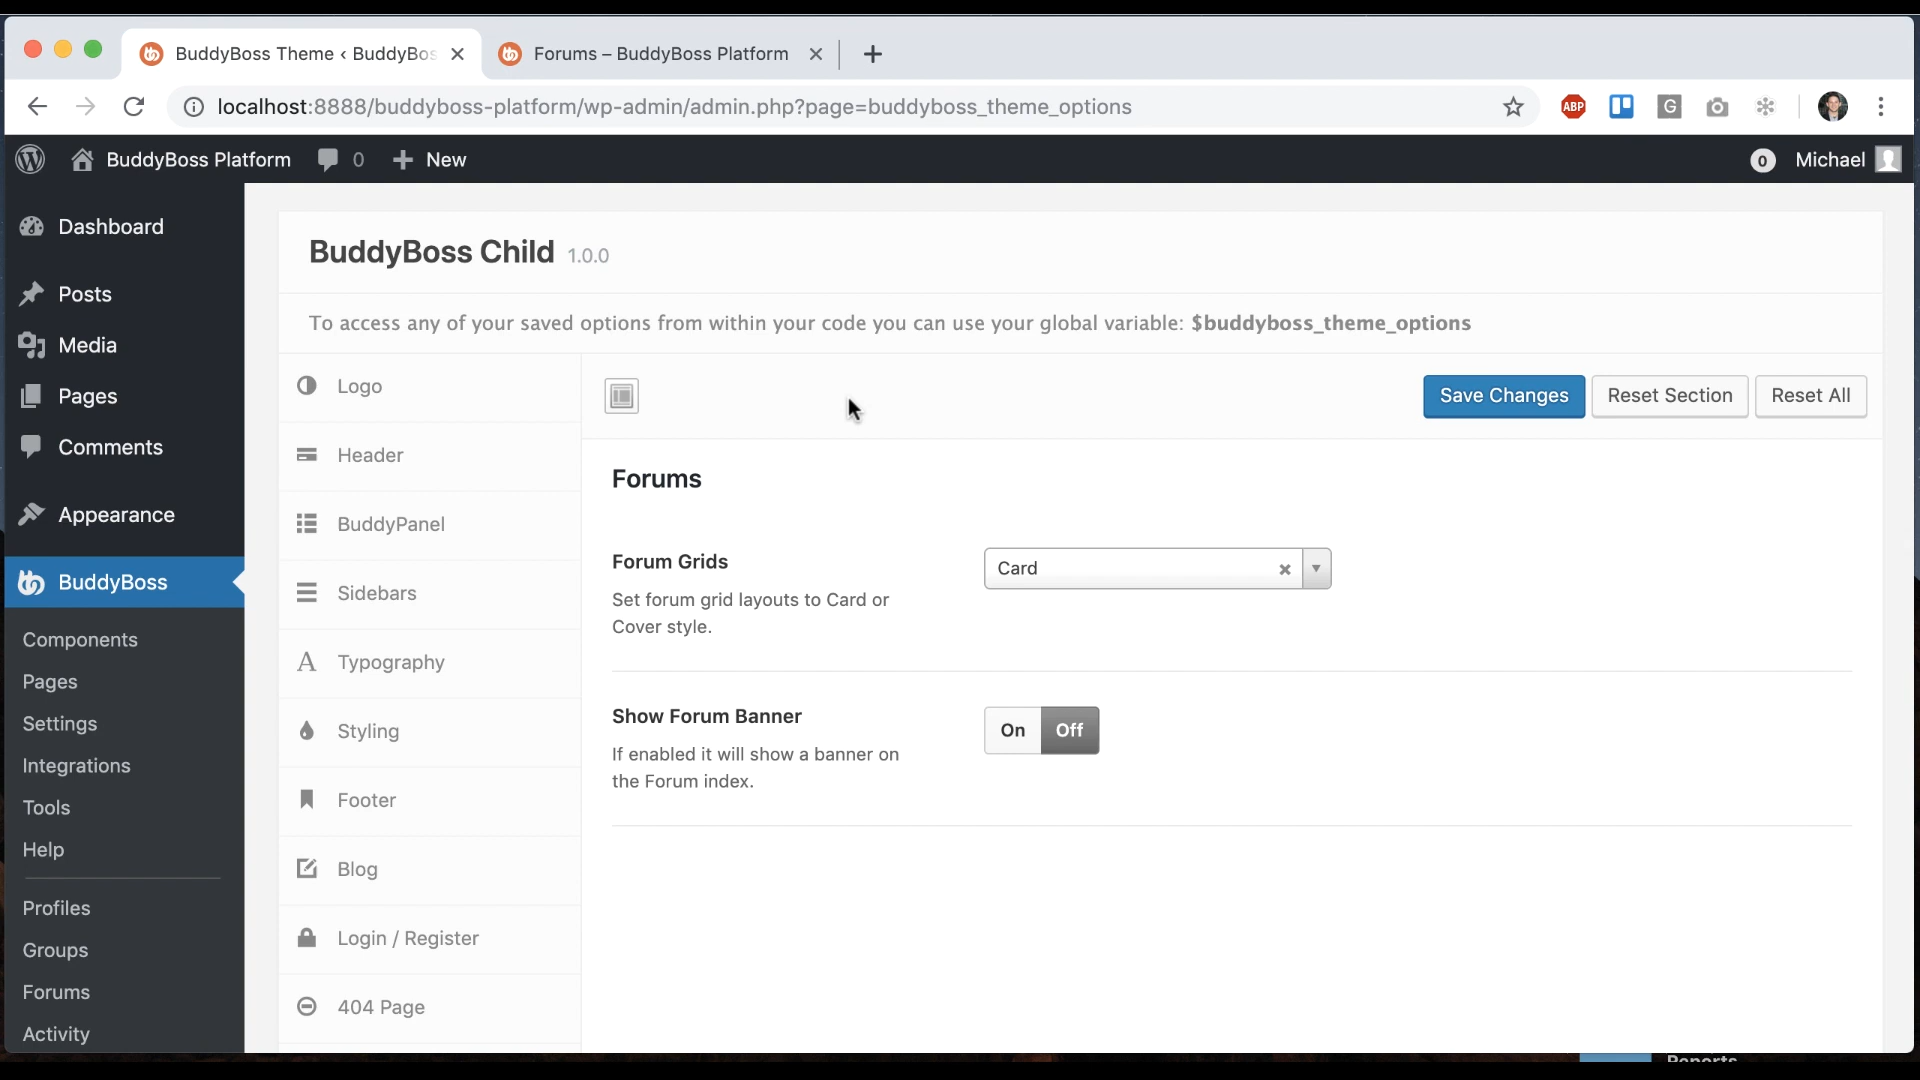 BuddyBoss Theme ‹ BuddyBos
Forums – BuddyBoss Platform
localhost:8888/buddyboss-platform/wp-admin/admin.php?page=buddyboss_theme_options
ABP
G
BuddyBoss Platform
0
New
0
Michael
Dashboard
Posts
Media
Pages
Comments
Appearance
BuddyBoss
Components
Pages
Settings
Integrations
Tools
Help
Profiles
Groups
Forums
Activity
BuddyBoss Child 1.0.0
To access any of your saved options from within your code you can use your global variable: $buddyboss_theme_options
Logo
Header
BuddyPanel
Sidebars
Typography
Styling
Footer
Blog
Login / Register
404 Page
Save Changes
Reset Section
Reset All
Forums
Forum Grids
Set forum grid layouts to Card or
Cover style.
Card
Show Forum Banner
If enabled it will show a banner on
the Forum index.
On
Off
Reports